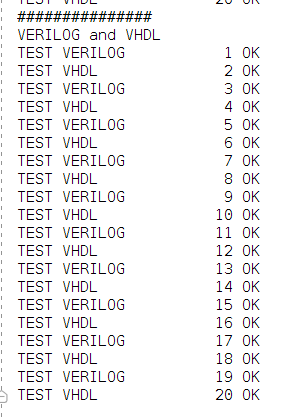 TEST VHDL 20 OK
###############
VERILOG and VHDL
TEST VERILOG 1 OK
TEST VHDL 2 OK
TEST VERILOG 3 OK
TEST VHDL 4 OK
TEST VERILOG 5 OK
TEST VHDL 6 OK
TEST VERILOG 7 OK
TEST VHDL 8 OK
TEST VERILOG 9 OK
TEST VHDL 10 OK
TEST VERILOG 11 OK
TEST VHDL 12 OK
TEST VERILOG 13 OK
TEST VHDL 14 OK
TEST VERILOG 15 OK
TEST VHDL 16 OK
TEST VERILOG 17 OK
TEST VHDL 18 OK
TEST VERILOG 19 OK
TEST VHDL 20 OK